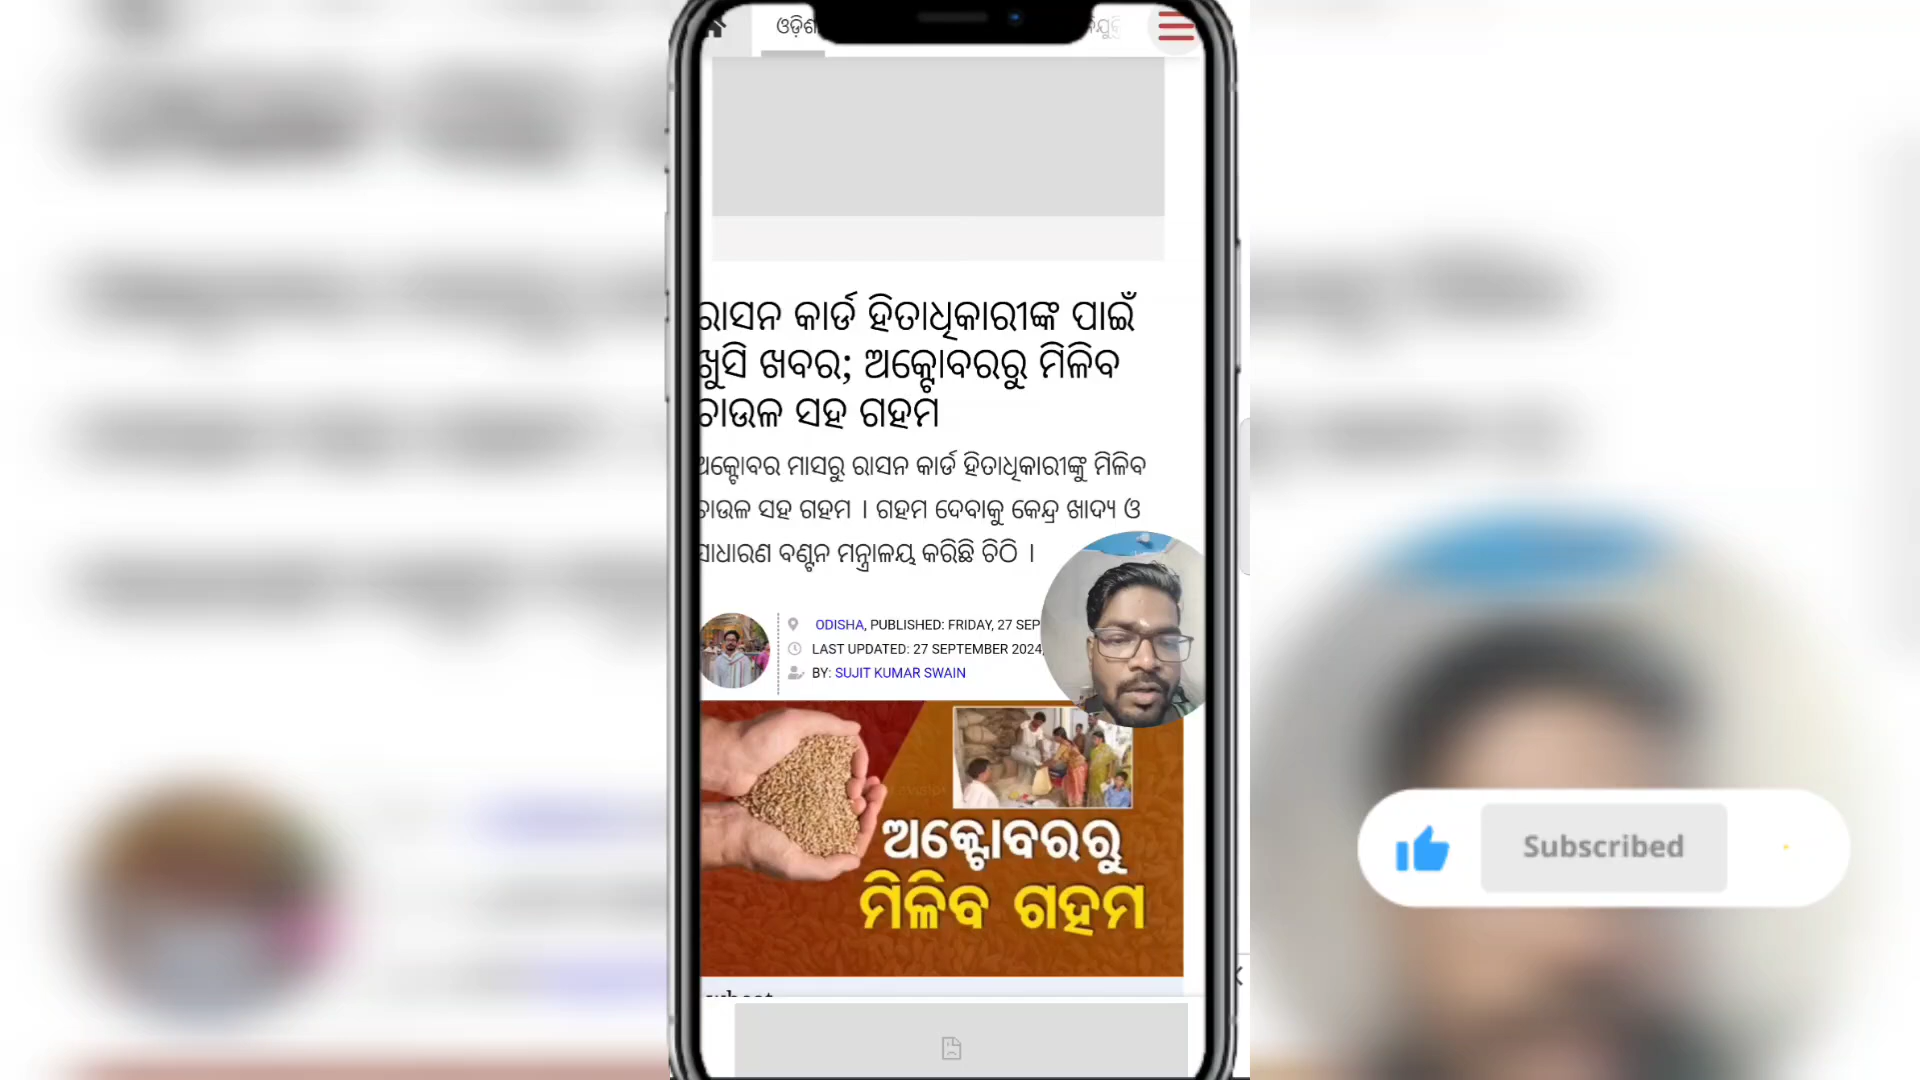 ରାସନ କାର୍ଡ ହିତାଧିକାରୀଙ୍କ ପାଇଁ
ଖୁସି ଖବର; ଅକ୍ଟୋବରରୁ ମିଳିବ
ଚାଉଳ ସହ ଗହମ
ଅକ୍ଟୋବର ମାସରୁ ରାସନ କାର୍ଡ ହିତାଧିକାରୀଙ୍କୁ ମିଳିବ
ଚାଉଳ ସହ ଗହମ । ଗହମ ଦେବାକୁ କେନ୍ଦ୍ର ଖାଦ୍ୟ ଓ
ସାଧାରଣ ବଣ୍ଟନ ମନ୍ତ୍ରାଳୟ କରିଛି ଚିଠି ।
ODISHA, PUBLISHED: FRIDAY, 27 SEP
LAST UPDATED: 27 SEPTEMBER 2024,
BY: SUJIT KUMAR SWAIN
ଅକ୍ଟୋବରରୁ
ମିଳିବ ଗହମ
Subscribed